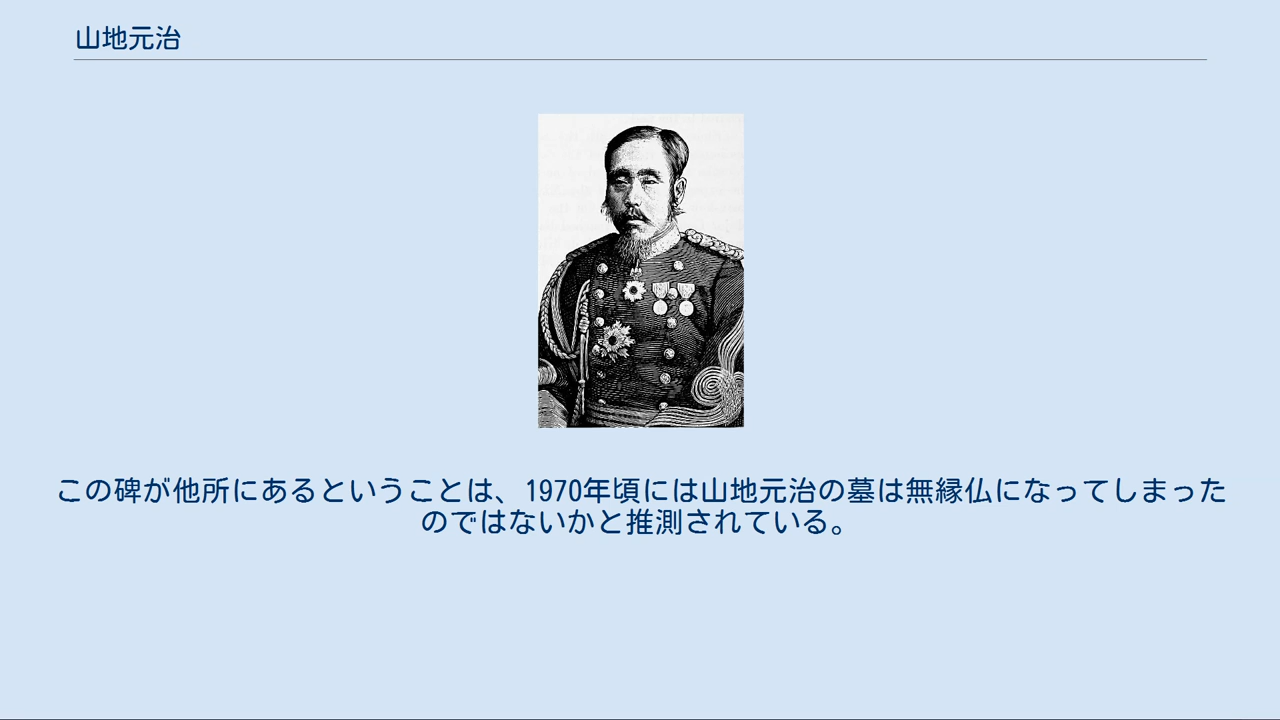 山地元治
この碑が他所にあるということは、1970年頃には山地元治の墓は無縁仏になってしまった
のではないかと推測されている。